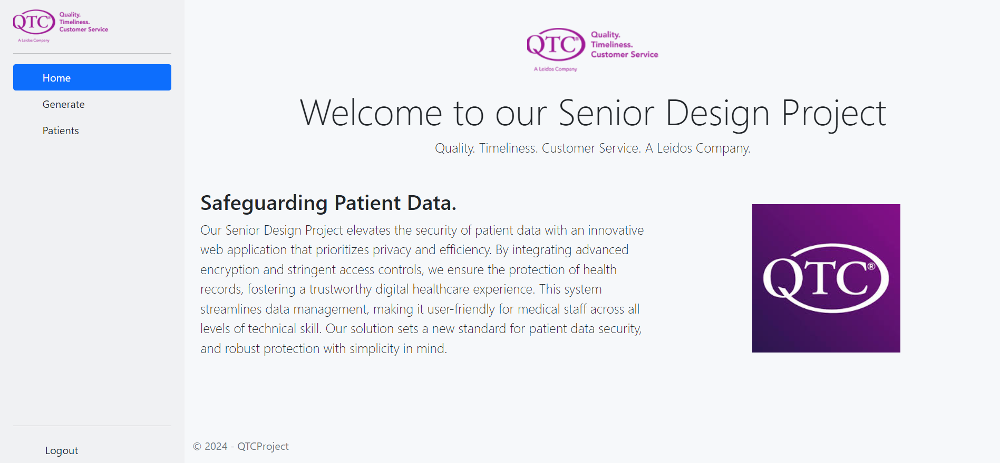 QTC®
Quality.
Timeliness.
Customer Service
A Leidos Company
Home
Generate
Patients
Logout
QTC®
Quality.
Timeliness.
Customer Service
A Leidos Company
Welcome to our Senior Design Project
Quality. Timeliness. Customer Service. A Leidos Company.
Safeguarding Patient Data.
Our Senior Design Project elevates the security of patient data with an innovative
web application that prioritizes privacy and efficiency. By integrating advanced
encryption and stringent access controls, we ensure the protection of health
records, fostering a trustworthy digital healthcare experience. This system
streamlines data management, making it user-friendly for medical staff across all
levels of technical skill. Our solution sets a new standard for patient data security,
and robust protection with simplicity in mind.
QTC®
© 2024 - QTCProject